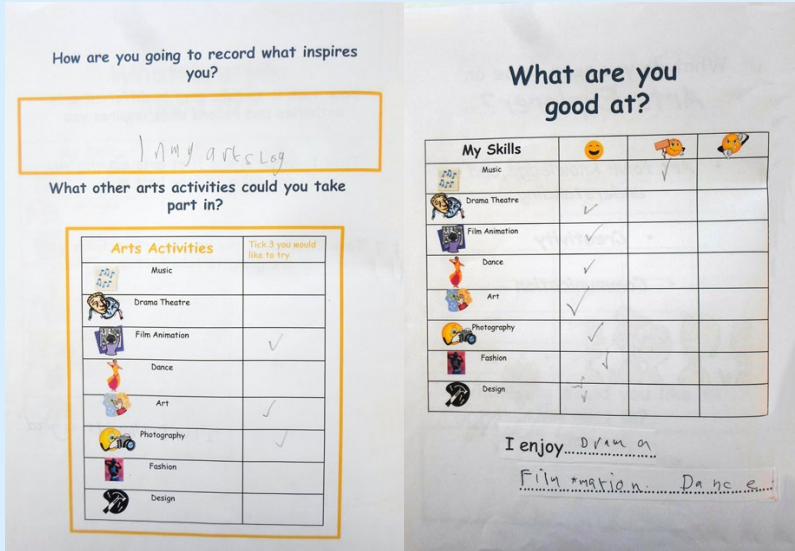 How are you going to record what inspires
you?
In my arts Log
What other arts activities could you take
part in?
Arts Activities
Tick 3 you would
like to try
Music
Drama Theatre
Film Animation
Dance
Art
Photography
Fashion
Design
What are you
good at?
My Skills
Music
Drama Theatre
Film Animation
Dance
Art
Photography
Fashion
Design
I enjoy Drama
Dance